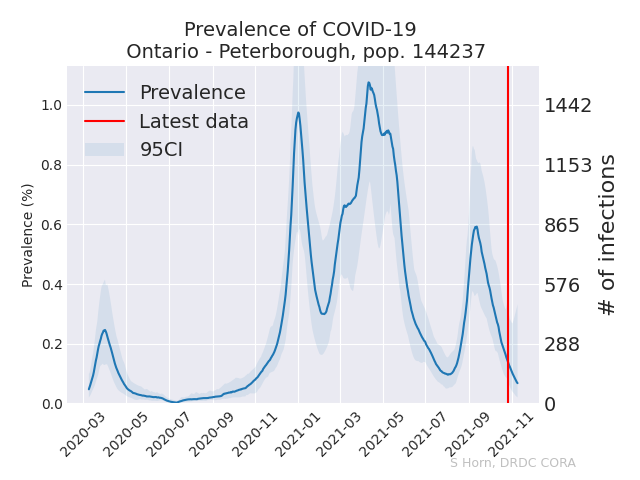 Prevalence of COVID-19
Ontario - Peterborough, pop. 144237
Prevalence
Latest data
95CI
Prevalence (%)
1.0
0.8
0.6
0.4
0.2
0.0
1442
1153
865
576
288
0
# of infections
2020-03
2020-05
2020-07
2020-09
2020-11
2021-01
2021-03
2021-05
2021-07
2021-09
2021-11
S Horn, DRDC CORA